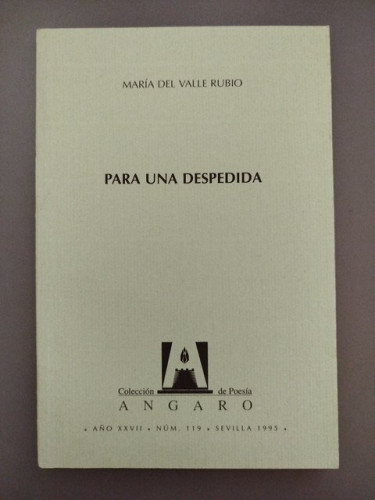 MARÍA DEL VALLE RUBIO
PARA UNA DESPEDIDA
Colección de Poesía
ANGARO
• AÑO XXVII • NÚM. 119 • SEVILLA 1995 •